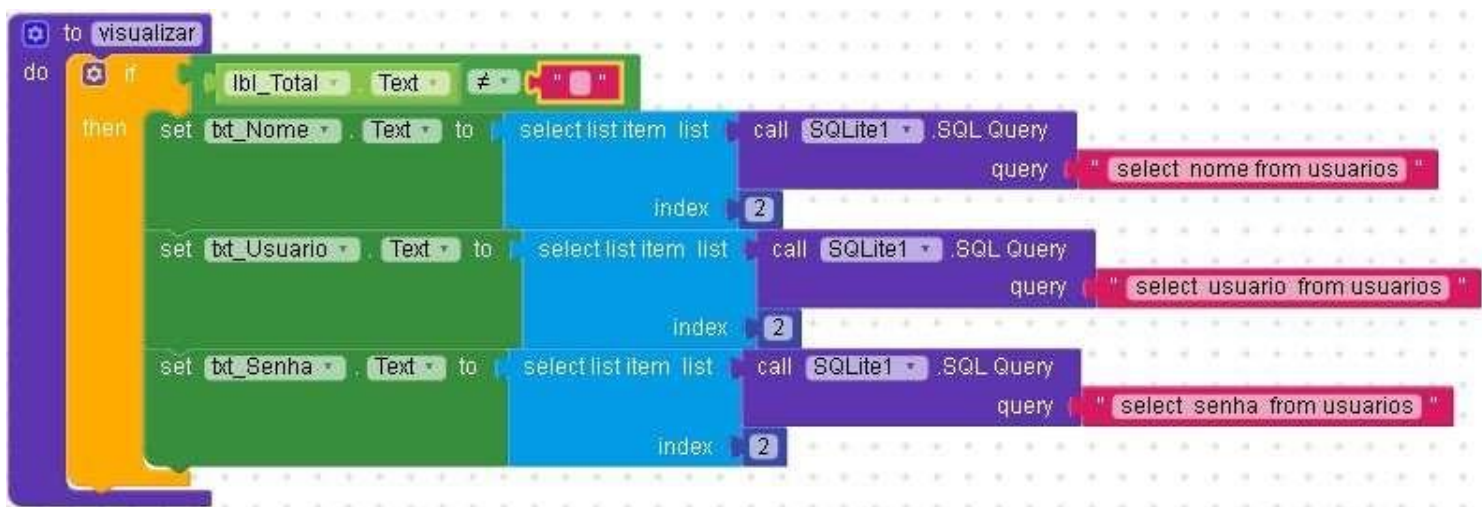 to visualizar
do if lbl_Total . Text ≠ " "
then set txt_Nome . Text to select list item list call SQLite1 .SQL Query
query " select nome from usuarios "
index 2
set txt_Usuario . Text to select list item list call SQLite1 .SQL Query
query " select usuario from usuarios "
index 2
set txt_Senha . Text to select list item list call SQLite1 .SQL Query
query " select senha from usuarios "
index 2